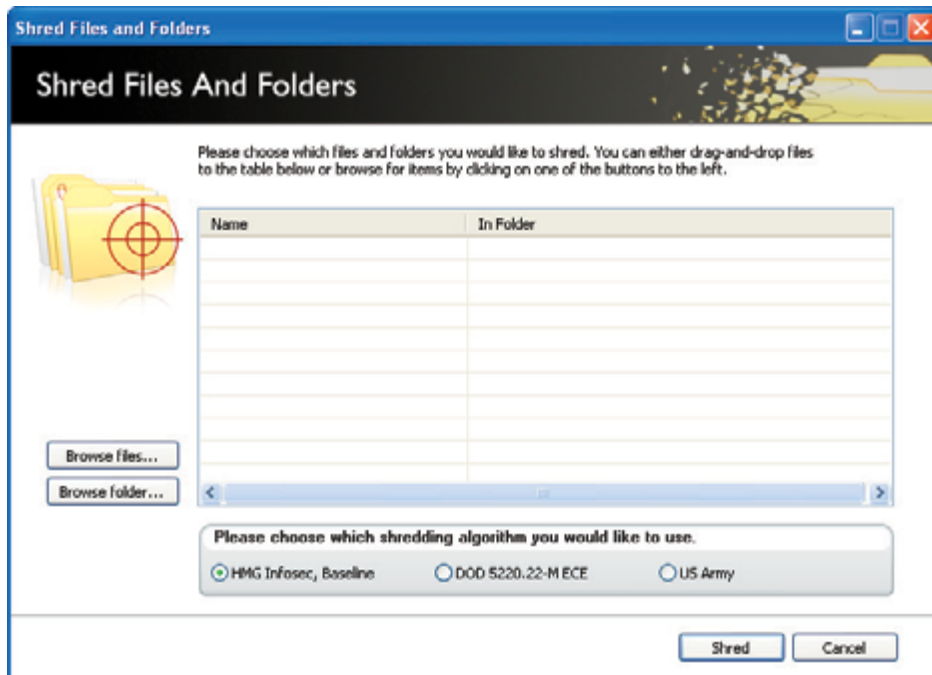 Shred Files and Folders
Shred Files And Folders
Please choose which files and folders you would like to shred. You can either drag-and-drop files
to the table below or browse for items by clicking on one of the buttons to the left.
Name In Folder
Browse files...
Browse folder...
Please choose which shredding algorithm you would like to use.
HMG Infosec, Baseline DOD 5220.22-M ECE US Army
Shred Cancel